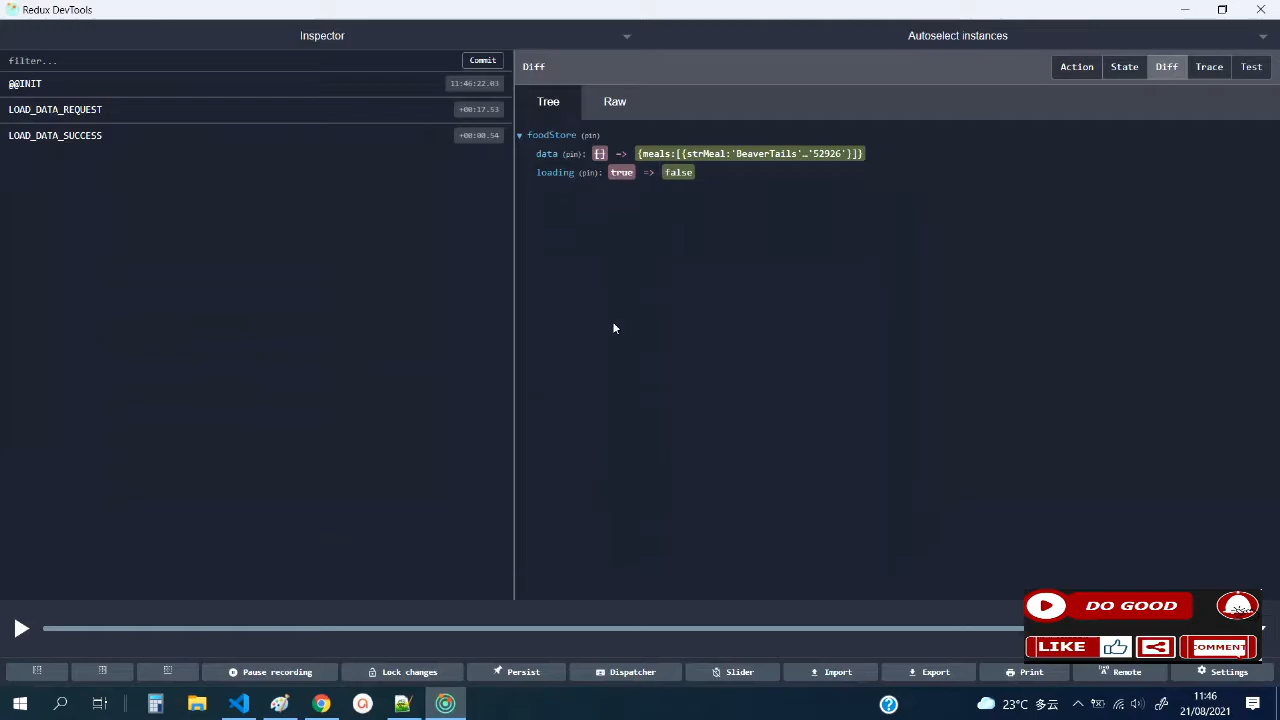 Redux DevTools
Inspector
Autoselect instances
filter...
Commit
@@INIT
11:46:22.03
LOAD_DATA_REQUEST
+00:17.53
LOAD_DATA_SUCCESS
+00:00.54
Diff
Action
State
Diff
Trace
Test
Tree
Raw
foodStore (pin)
data (pin): [] => {meals:[{strMeal:'BeaverTails'…'52926'}]}
loading (pin): true => false
DO GOOD
LIKE
COMMENT
Pause recording
Lock changes
Persist
Dispatcher
Slider
Import
Export
Print
Remote
Settings
23°C 多云
11:46
21/08/2021